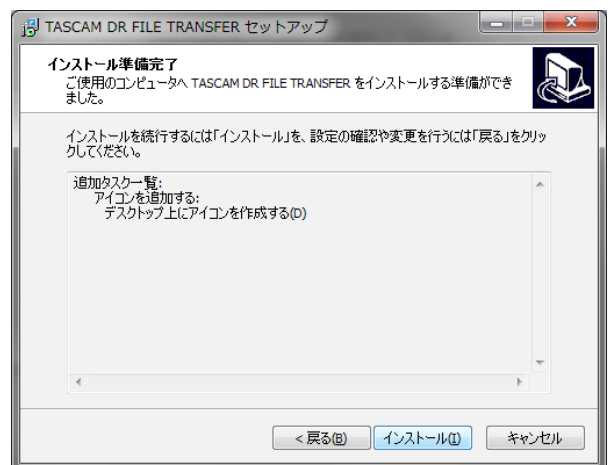 TASCAM DR FILE TRANSFER セットアップ
インストール準備完了
ご使用のコンピュータへ TASCAM DR FILE TRANSFER をインストールする準備ができ
ました。
インストールを続行するには「インストール」を、設定の確認や変更を行うには「戻る」をクリッ
クしてください。
追加タスク一覧:
アイコンを追加する:
デスクトップ上にアイコンを作成する(D)
< 戻る(B)
インストール(I)
キャンセル